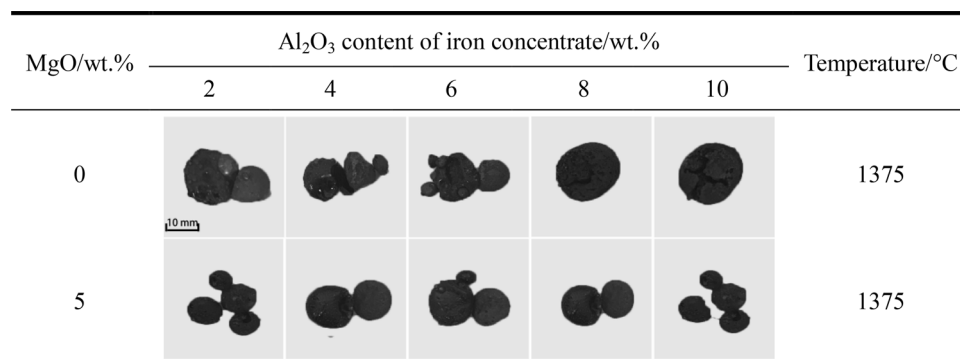 Al₂O₃ content of iron concentrate/wt.%
MgO/wt.% Temperature/°C
2 4 6 8 10
0 1375
10 mm
5 1375